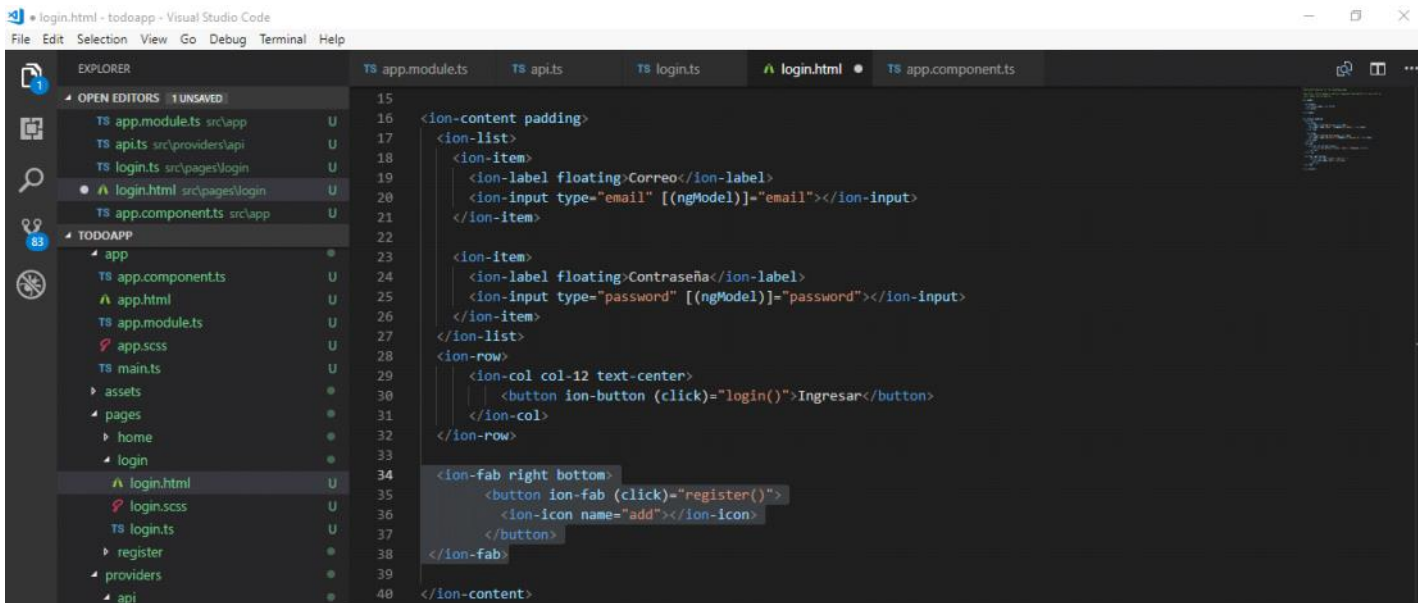 ● login.html - todoapp - Visual Studio Code
File Edit Selection View Go Debug Terminal Help
EXPLORER
OPEN EDITORS 1 UNSAVED
TS app.module.ts src\app U
TS api.ts src\providers\api U
TS login.ts src\pages\login U
● login.html src\pages\login U
TS app.component.ts src\app U
TODOAPP
app
TS app.component.ts U
app.html U
TS app.module.ts U
app.scss U
TS main.ts U
assets
pages
home
login
login.html U
login.scss U
TS login.ts U
register
providers
api
1
83
TS app.module.ts TS api.ts TS login.ts login.html ● TS app.component.ts ...
15
16 <ion-content padding>
17 <ion-list>
18 <ion-item>
19 <ion-label floating>Correo</ion-label>
20 <ion-input type="email" [(ngModel)]="email"></ion-input>
21 </ion-item>
22
23 <ion-item>
24 <ion-label floating>Contraseña</ion-label>
25 <ion-input type="password" [(ngModel)]="password"></ion-input>
26 </ion-item>
27 </ion-list>
28 <ion-row>
29 <ion-col col-12 text-center>
30 <button ion-button (click)="login()">Ingresar</button>
31 </ion-col>
32 </ion-row>
33
34 <ion-fab right bottom>
35 <button ion-fab (click)="register()">
36 <ion-icon name="add"></ion-icon>
37 </button>
38 </ion-fab>
39
40 </ion-content>